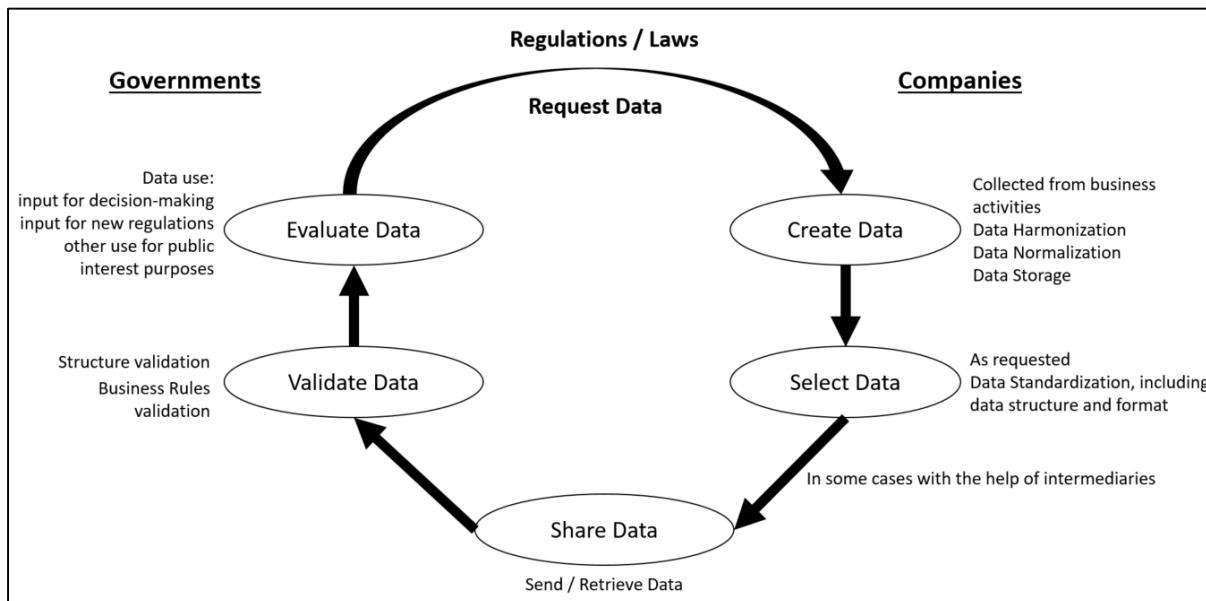 Regulations / Laws
Governments
Companies
Request Data
Data use:
input for decision-making
input for new regulations
other use for public
interest purposes
Evaluate Data
Create Data
Collected from business
activities
Data Harmonization
Data Normalization
Data Storage
Structure validation
Business Rules
validation
Validate Data
Select Data
As requested
Data Standardization, including
data structure and format
In some cases with the help of intermediaries
Share Data
Send / Retrieve Data